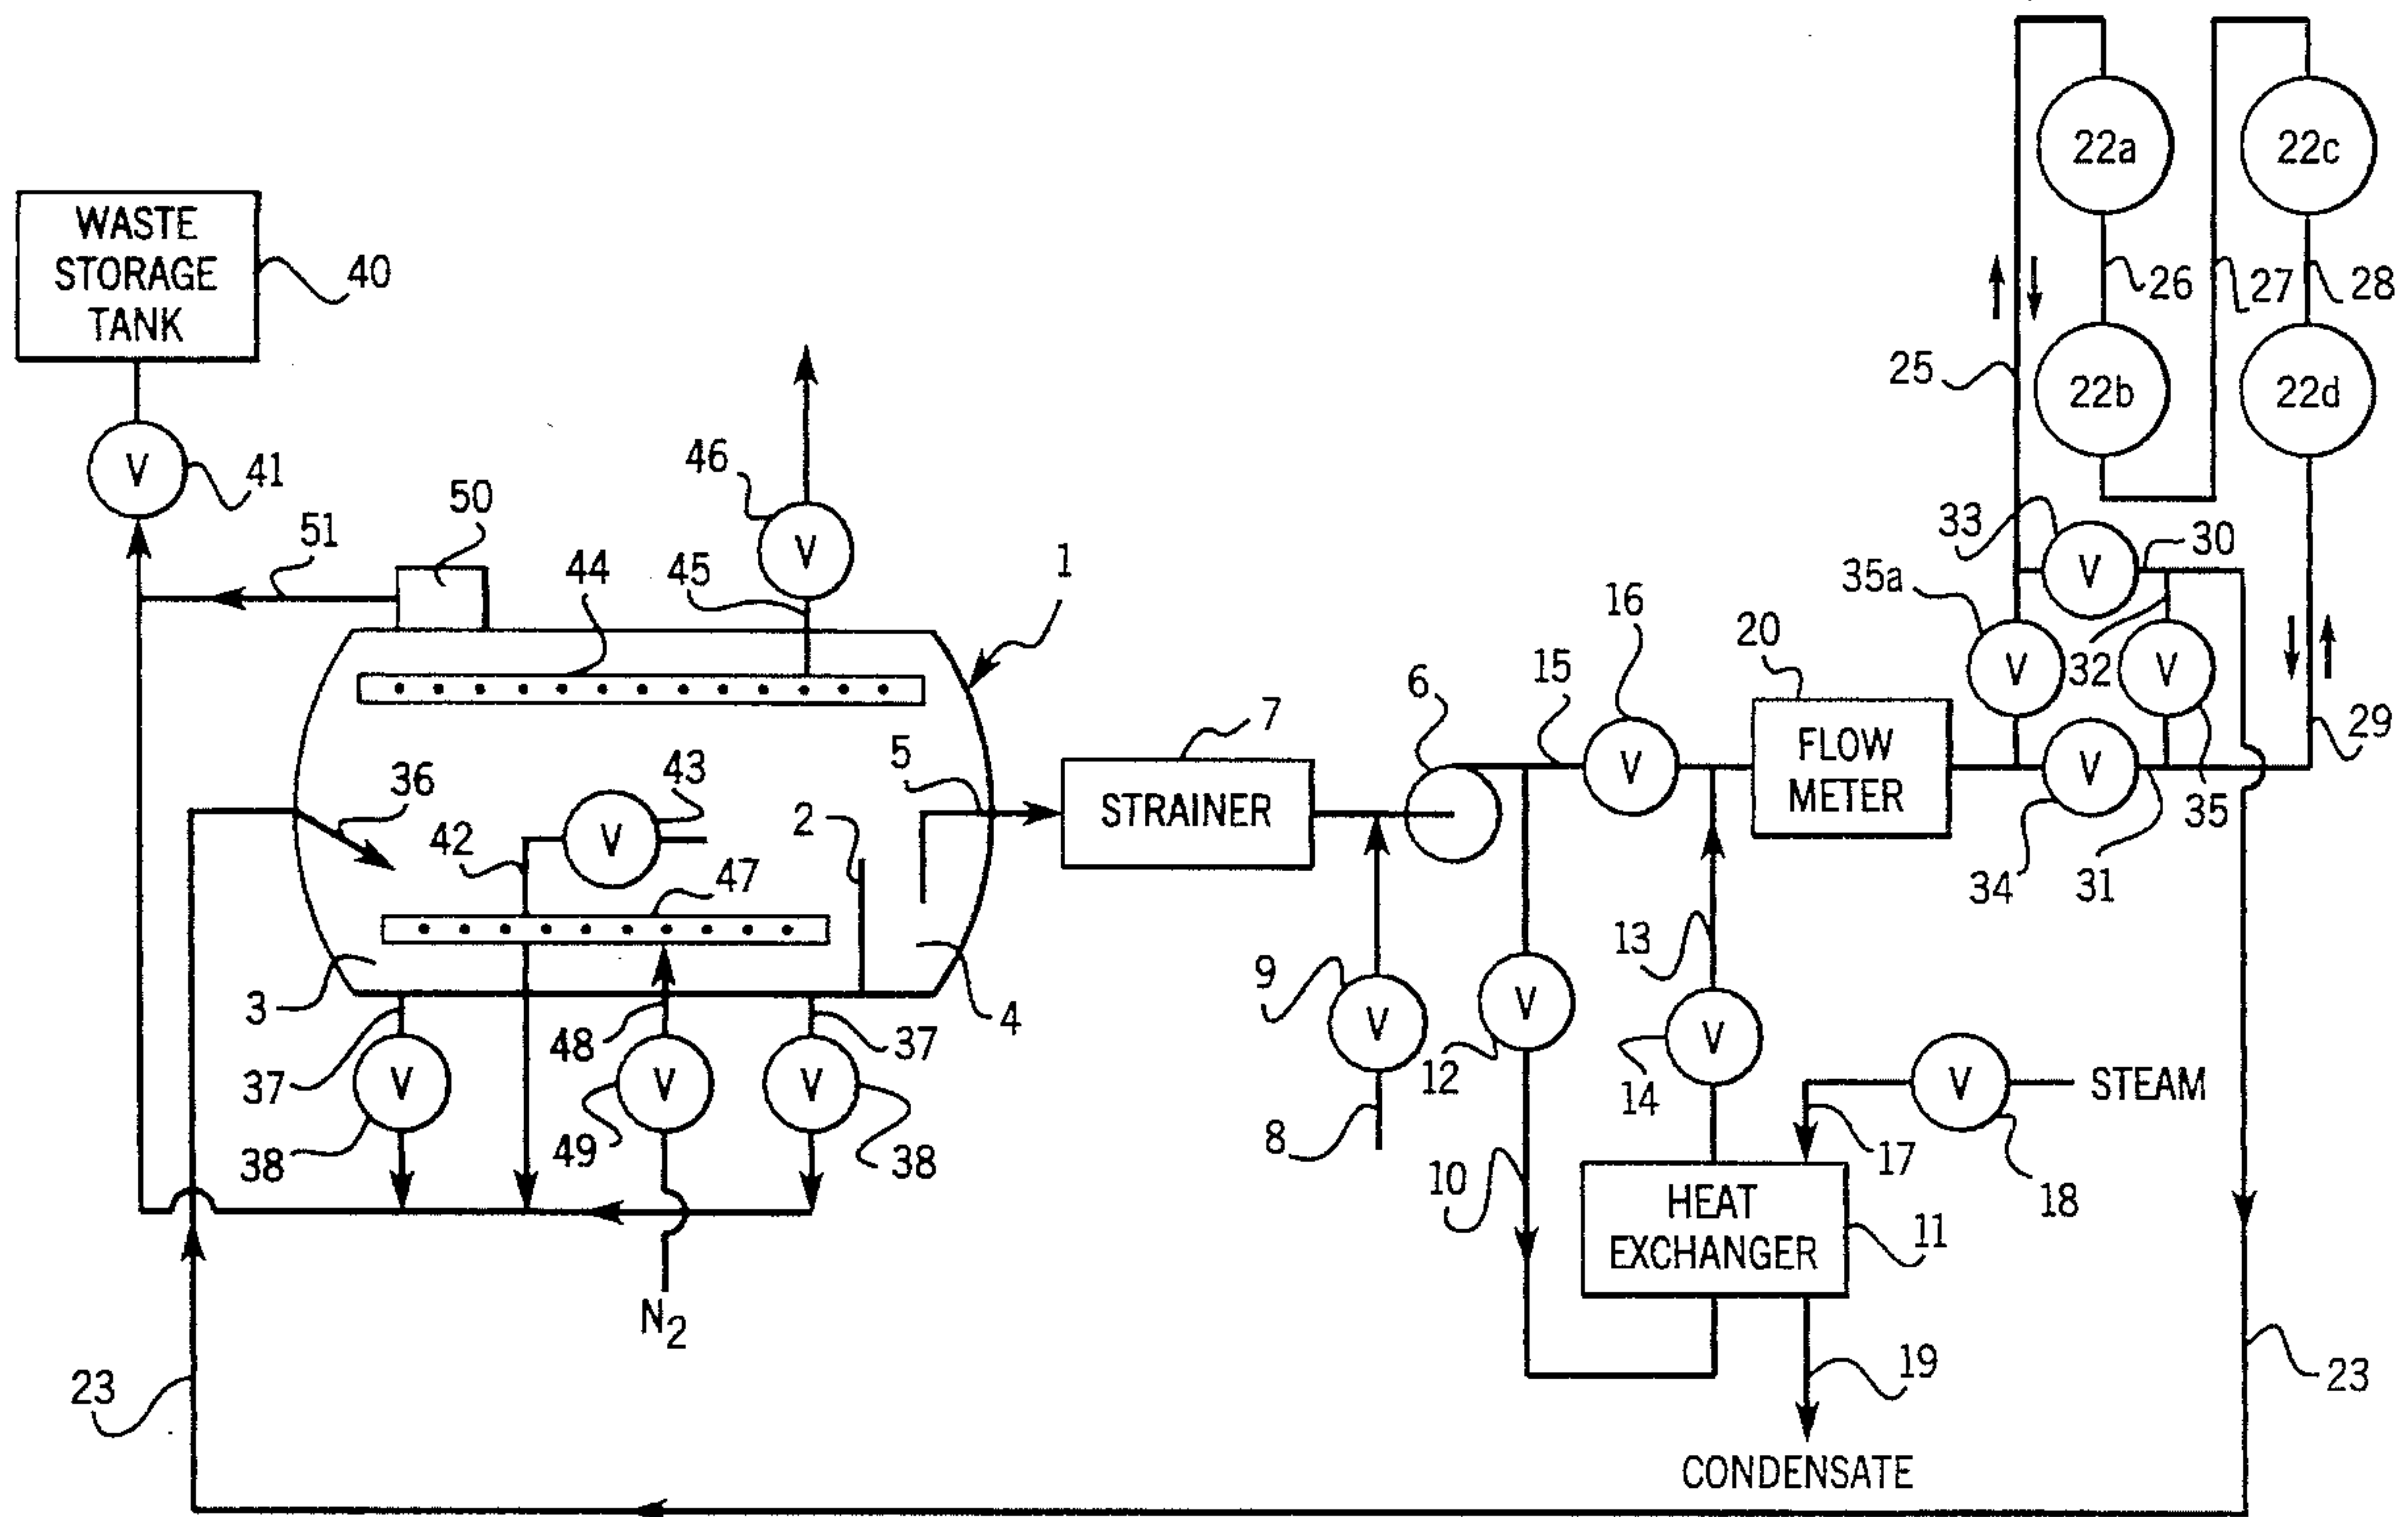 22a
22c
WASTE
STORAGE
TANK
40
26
27
28
25
22b
22d
V
41
46
50
51
V
44
45
1
33
V
30
35a
16
20
15
6
V
32
V
7
5
36
43
2
STRAINER
V
FLOW
METER
V
29
35
42
V
47
34
31
13
9
3
4
V
V
12
V
14
48
37
37
V
V
V
38
49
38
8
10
17
V
STEAM
18
HEAT
EXCHANGER
11
N2
23
19
23
CONDENSATE